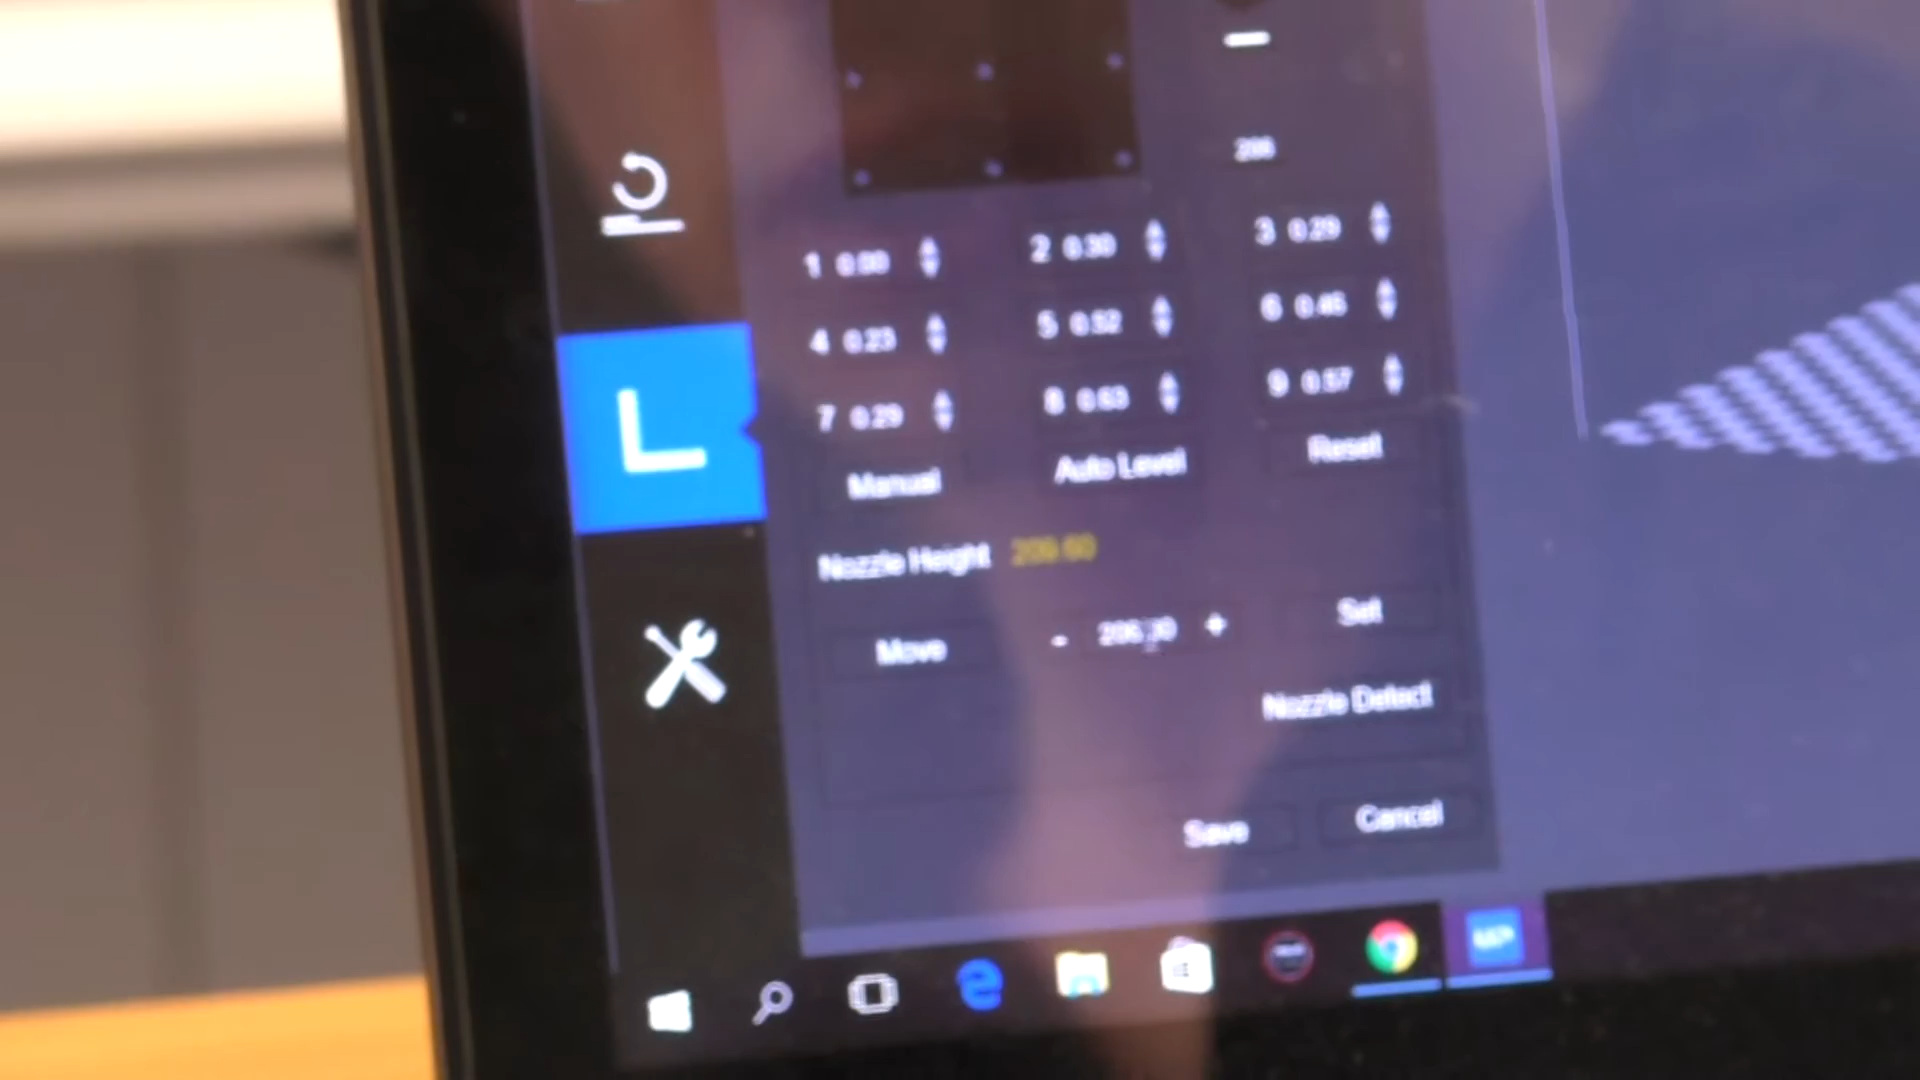 206
1 0.00 2 0.30 3 0.29
4 0.23 5 0.52 6 0.46
7 0.29 8 0.63 9 0.57
Manual Auto Level Reset
Nozzle Height
Move - + Set
Nozzle Detect
Save Cancel